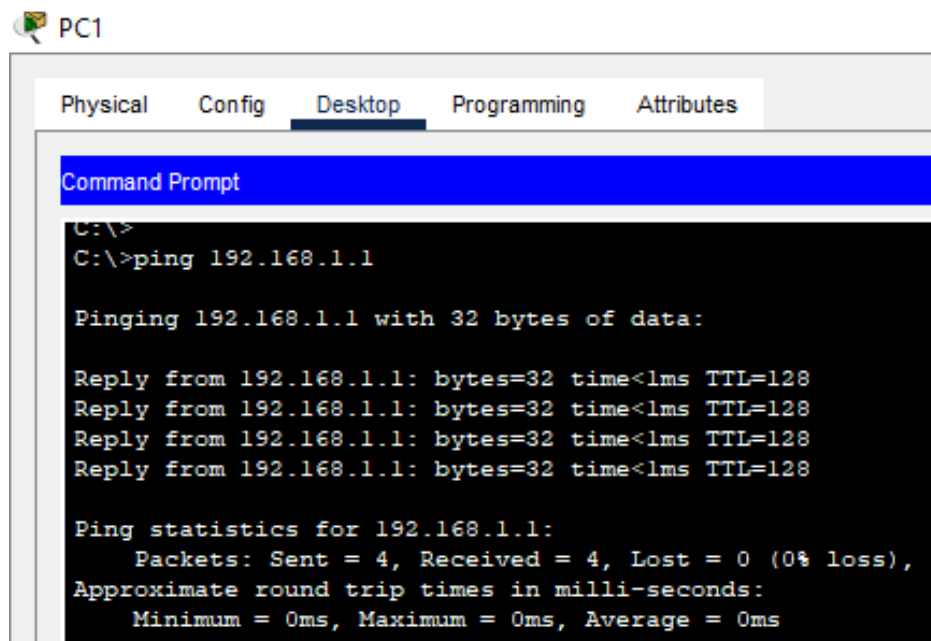 PC1
Physical Config Desktop Programming Attributes
Command Prompt
C:\>
C:\>ping 192.168.1.1
Pinging 192.168.1.1 with 32 bytes of data:
Reply from 192.168.1.1: bytes=32 time<1ms TTL=128
Reply from 192.168.1.1: bytes=32 time<1ms TTL=128
Reply from 192.168.1.1: bytes=32 time<1ms TTL=128
Reply from 192.168.1.1: bytes=32 time<1ms TTL=128
Ping statistics for 192.168.1.1:
Packets: Sent = 4, Received = 4, Lost = 0 (0% loss),
Approximate round trip times in milli-seconds:
Minimum = 0ms, Maximum = 0ms, Average = 0ms